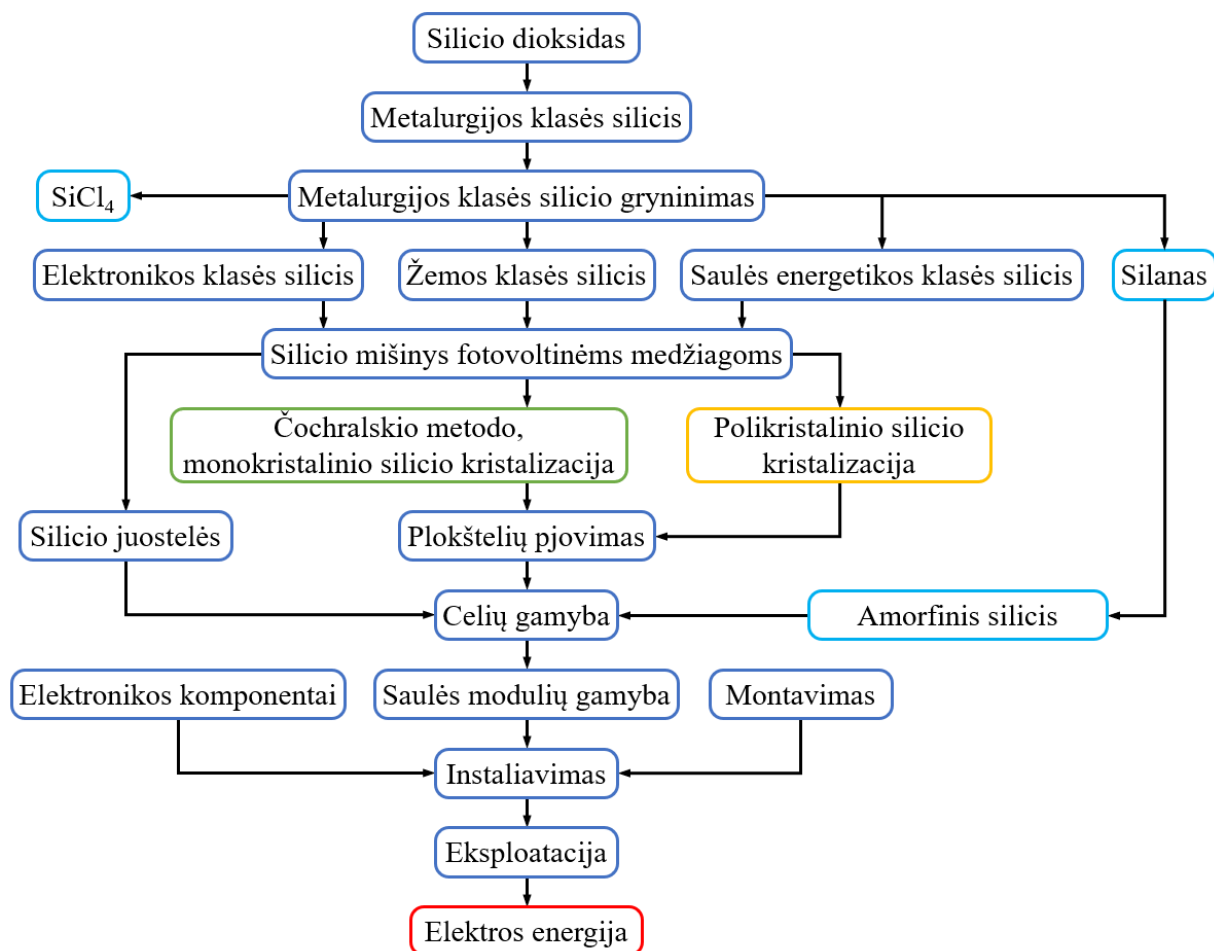 Silicio dioksidas
Metalurgijos klasės silicis
SiCl₄
Metalurgijos klasės silicio gryninimas
Elektronikos klasės silicis
Žemos klasės silicis
Saulės energetikos klasės silicis
Silanas
Silicio mišinys fotovoltinėms medžiagoms
Čochralskio metodo,
monokristalinio silicio kristalizacija
Polikristalinio silicio
kristalizacija
Silicio juostelės
Plokštelių pjovimas
Celių gamyba
Amorfinis silicis
Elektronikos komponentai
Saulės modulių gamyba
Montavimas
Instaliavimas
Eksploatacija
Elektros energija